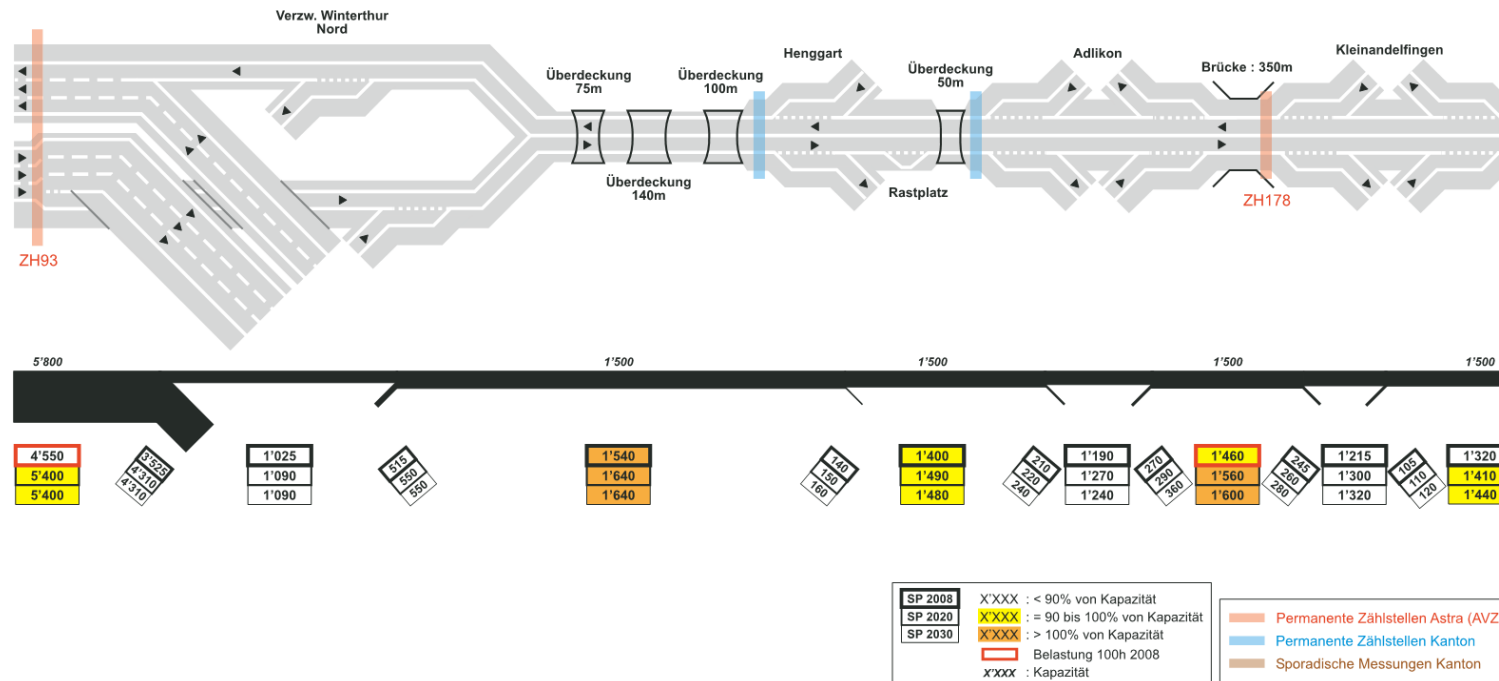 Verzw. Winterthur
Nord
Henggart
Adlikon
Kleinandelfingen
Überdeckung
75m
Überdeckung
100m
Überdeckung
50m
Brücke : 350m
Überdeckung
140m
Rastplatz
ZH178
ZH93
5'800
1'500
1'500
1'500
1'500
4'550
5'400
5'400
3'525
4'310
4'310
1'025
1'090
1'090
515
550
550
1'540
1'640
1'640
140
150
160
1'400
1'490
1'480
210
220
240
1'190
1'270
1'240
270
290
360
1'460
1'560
1'600
245
260
280
1'215
1'300
1'320
105
110
120
1'320
1'410
1'440
SP 2008
SP 2020
SP 2030
X'XXX : < 90% von Kapazität
X'XXX : = 90 bis 100% von Kapazität
X'XXX : > 100% von Kapazität
Belastung 100h 2008
X'XXX : Kapazität
Permanente Zählstellen Astra (AVZ
Permanente Zählstellen Kanton
Sporadische Messungen Kanton